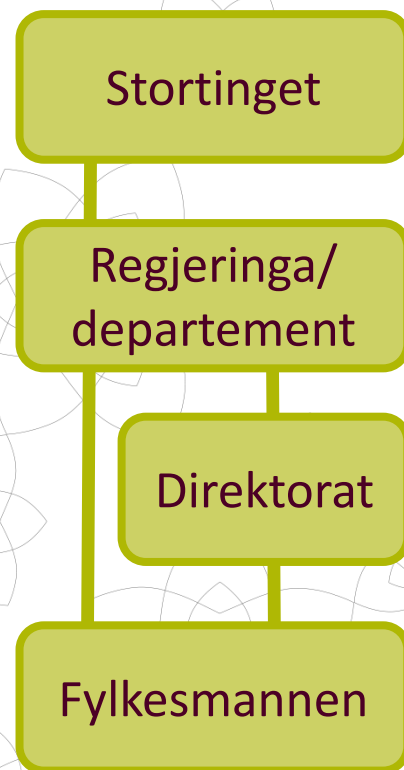 Stortinget
Regjeringa/
departement
Direktorat
Fylkesmannen